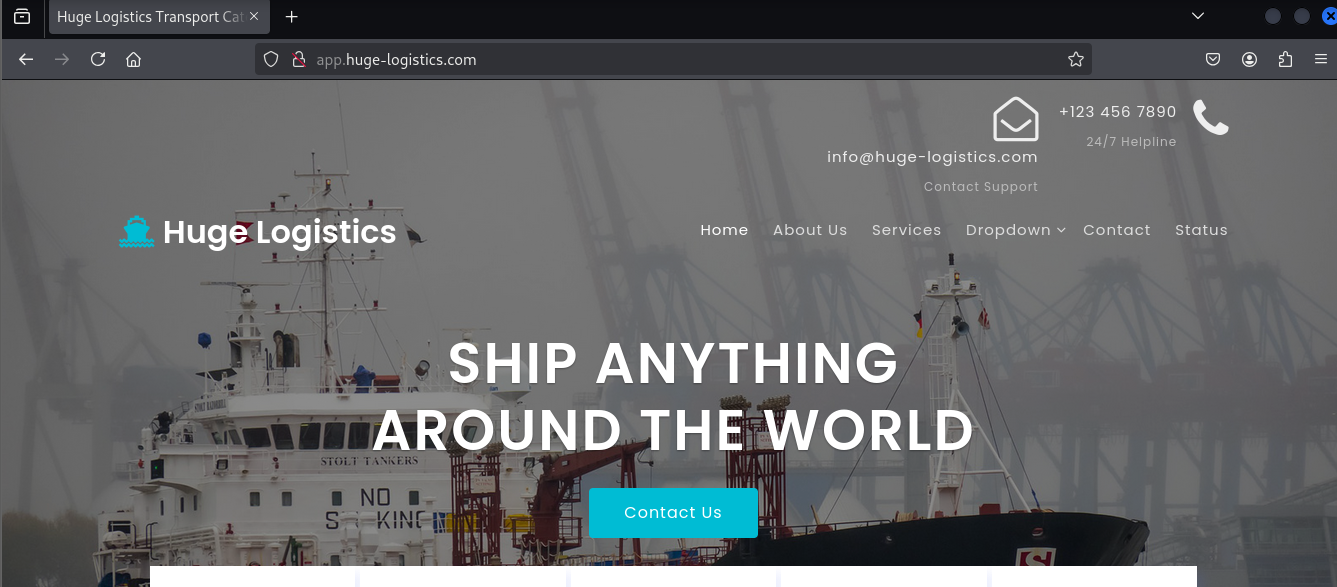 Huge Logistics Transport Cat
app.huge-logistics.com
+123 456 7890
24/7 Helpline
info@huge-logistics.com
Contact Support
Huge Logistics
Home About Us Services Dropdown Contact Status
SHIP ANYTHING
AROUND THE WORLD
STOLT TANKERS
NO
Contact Us
S